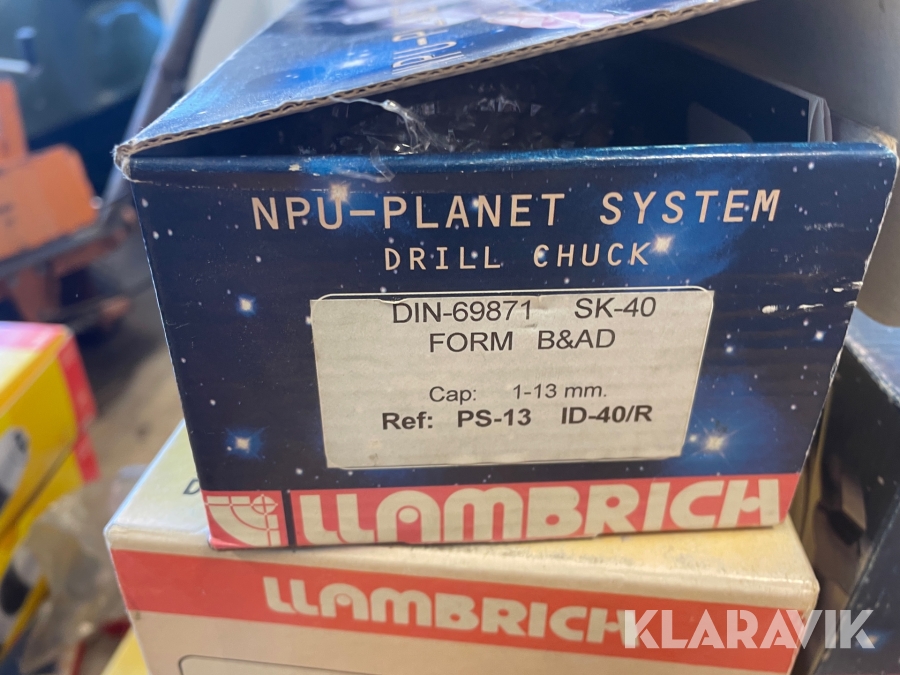 NPU-PLANET SYSTEM
DRILL CHUCK
DIN-69871 SK-40
FORM B&AD
Cap: 1-13 mm.
Ref: PS-13 ID-40/R
LLAMBRICH
LLAMBRICH
KLARAVIK